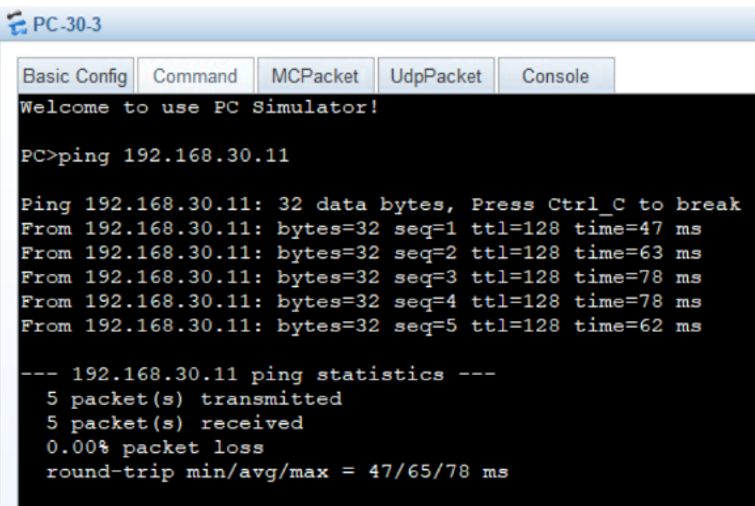 PC-30-3
Basic Config Command MCPacket UdpPacket Console
Welcome to use PC Simulator!
PC>ping 192.168.30.11
Ping 192.168.30.11: 32 data bytes, Press Ctrl_C to break
From 192.168.30.11: bytes=32 seq=1 ttl=128 time=47 ms
From 192.168.30.11: bytes=32 seq=2 ttl=128 time=63 ms
From 192.168.30.11: bytes=32 seq=3 ttl=128 time=78 ms
From 192.168.30.11: bytes=32 seq=4 ttl=128 time=78 ms
From 192.168.30.11: bytes=32 seq=5 ttl=128 time=62 ms
--- 192.168.30.11 ping statistics ---
5 packet(s) transmitted
5 packet(s) received
0.00% packet loss
round-trip min/avg/max = 47/65/78 ms